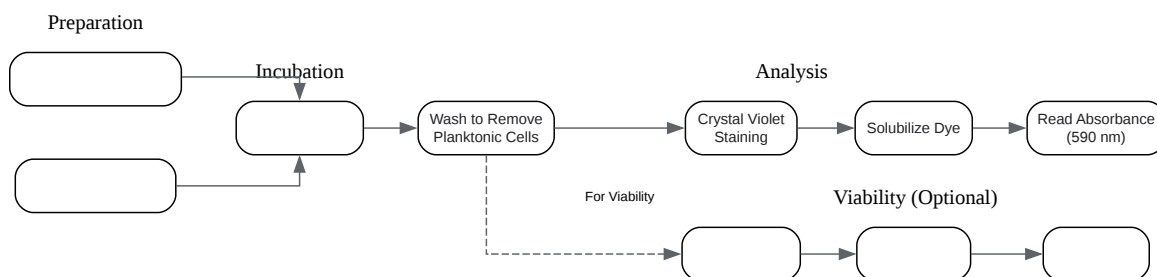 Preparation
Incubation
Analysis
Wash to Remove
Planktonic Cells
Crystal Violet
Staining
Solubilize Dye
Read Absorbance
(590 nm)
For Viability
Viability (Optional)